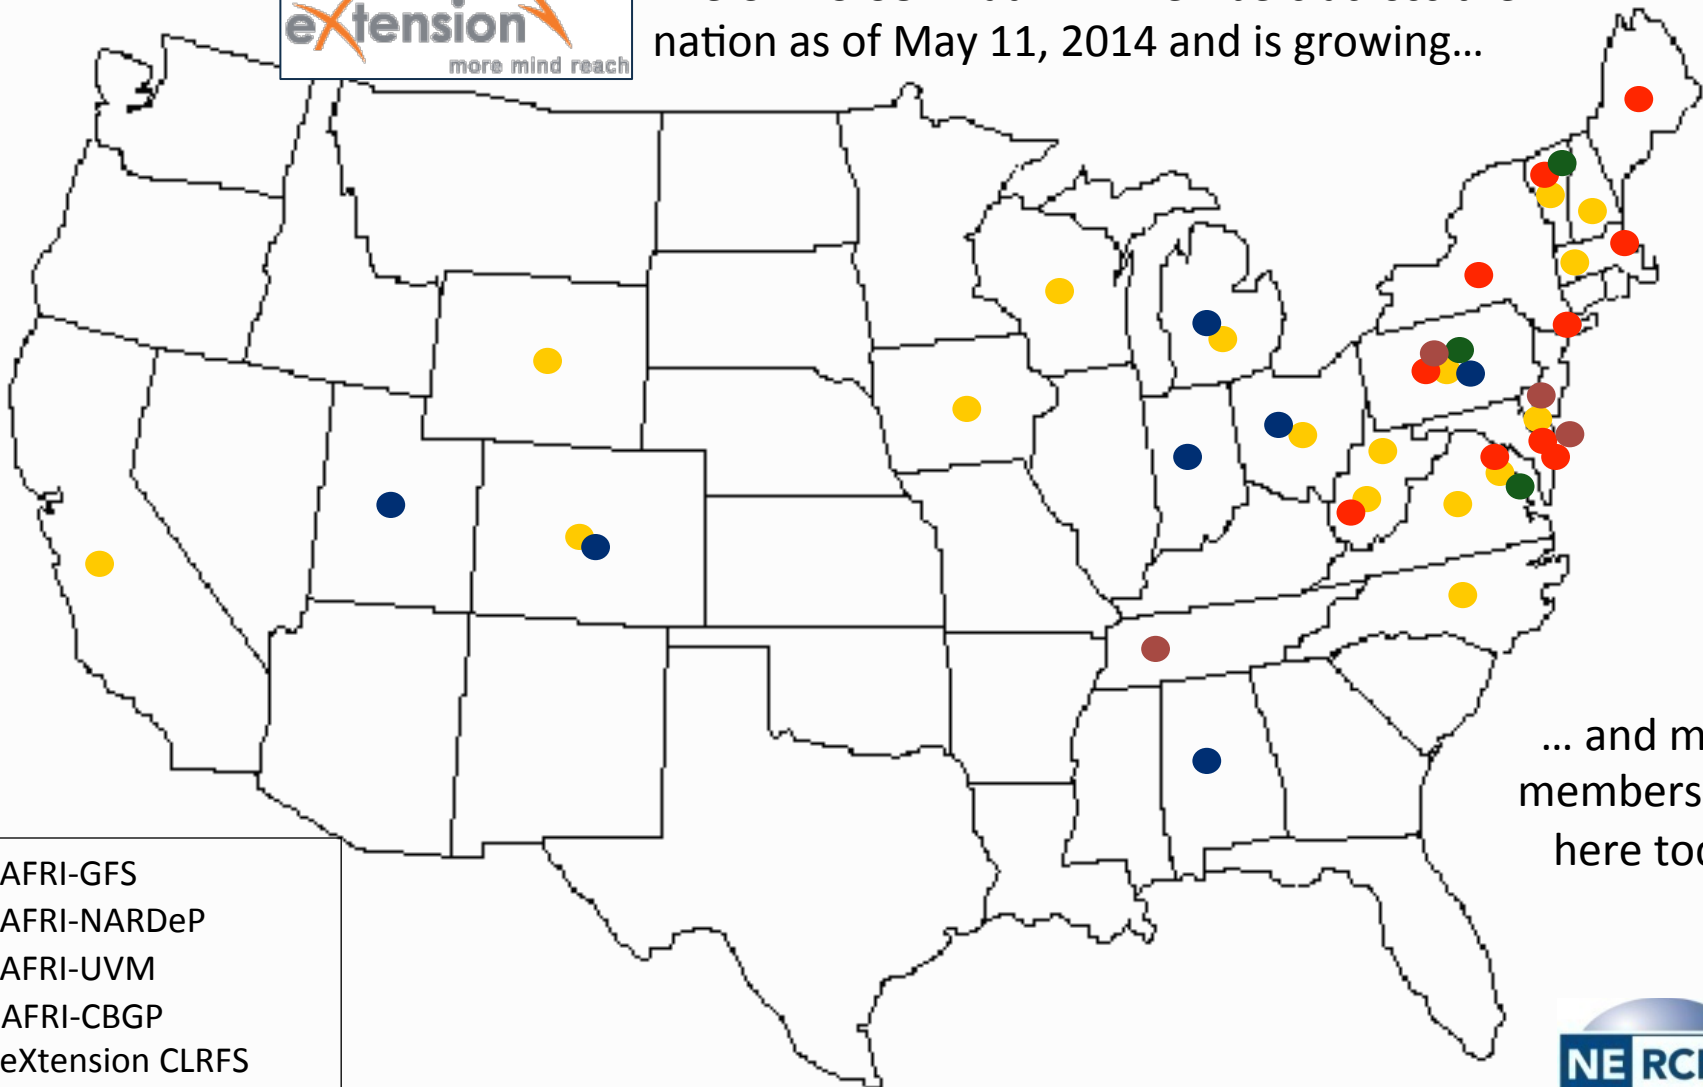 eXtension
more mind reach
nation as of May 11, 2014 and is growing...
... and m
members
here too
AFRI-GFS
AFRI-NARDeP
AFRI-UVM
AFRI-CBGP
eXtension CLRFS
NE RC